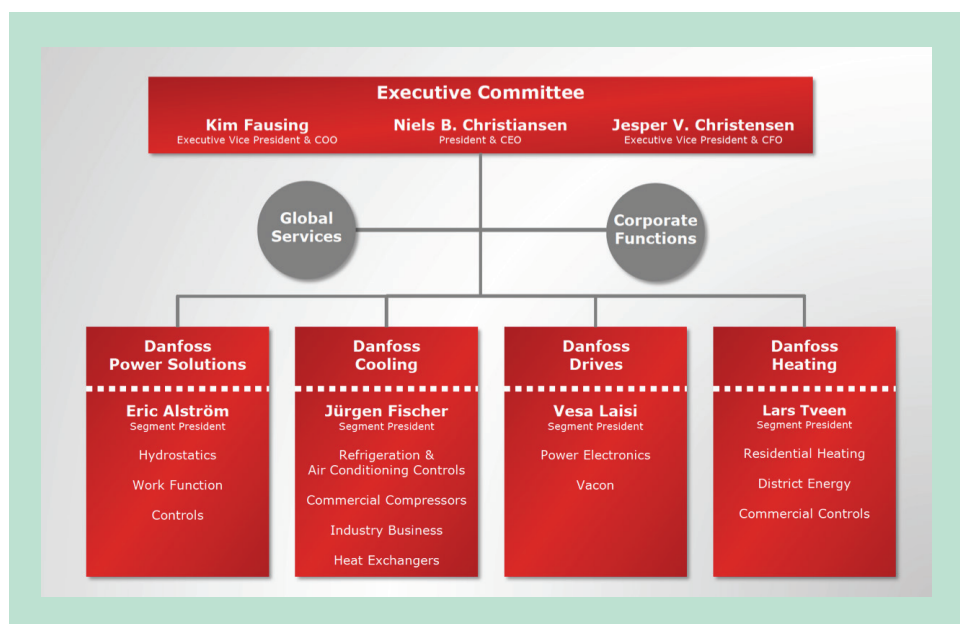 Executive Committee
Kim Fausing
Executive Vice President & COO
Niels B. Christiansen
President & CEO
Jesper V. Christensen
Executive Vice President & CFO
Global
Services
Corporate
Functions
Danfoss
Power Solutions
Eric Alström
Segment President
Hydrostatics
Work Function
Controls
Danfoss
Cooling
Jürgen Fischer
Segment President
Refrigeration &
Air Conditioning Controls
Commercial Compressors
Industry Business
Heat Exchangers
Danfoss
Drives
Vesa Laisi
Segment President
Power Electronics
Vacon
Danfoss
Heating
Lars Tveen
Segment President
Residential Heating
District Energy
Commercial Controls